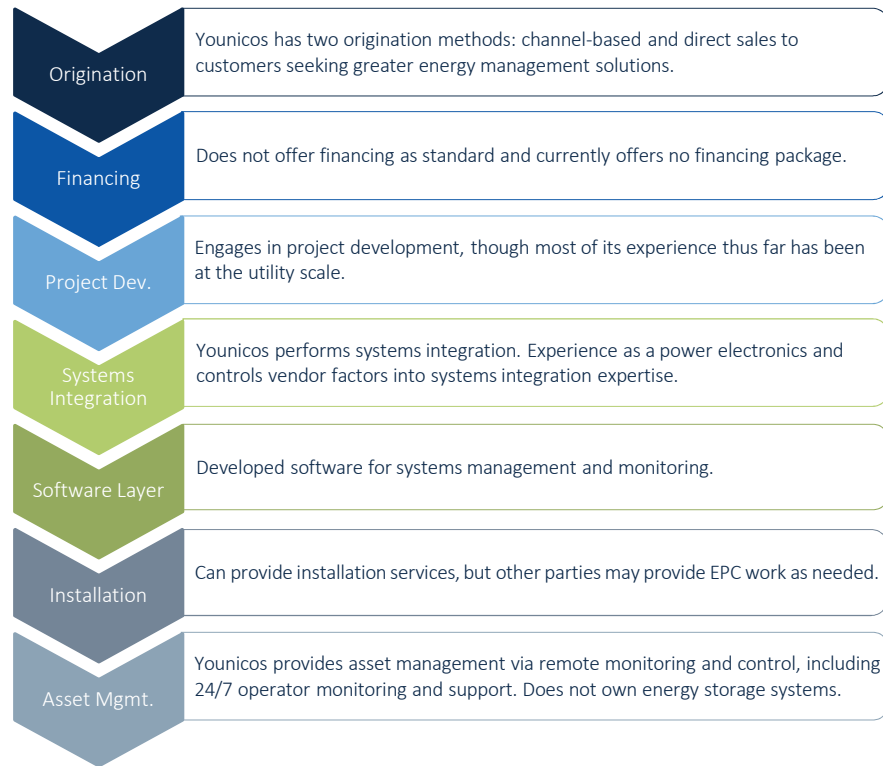 Origination
Younicos has two origination methods: channel-based and direct sales to
customers seeking greater energy management solutions.
Financing
Does not offer financing as standard and currently offers no financing package.
Project Dev.
Engages in project development, though most of its experience thus far has been
at the utility scale.
Systems
Integration
Younicos performs systems integration. Experience as a power electronics and
controls vendor factors into systems integration expertise.
Software Layer
Developed software for systems management and monitoring.
Installation
Can provide installation services, but other parties may provide EPC work as needed.
Asset Mgmt.
Younicos provides asset management via remote monitoring and control, including
24/7 operator monitoring and support. Does not own energy storage systems.